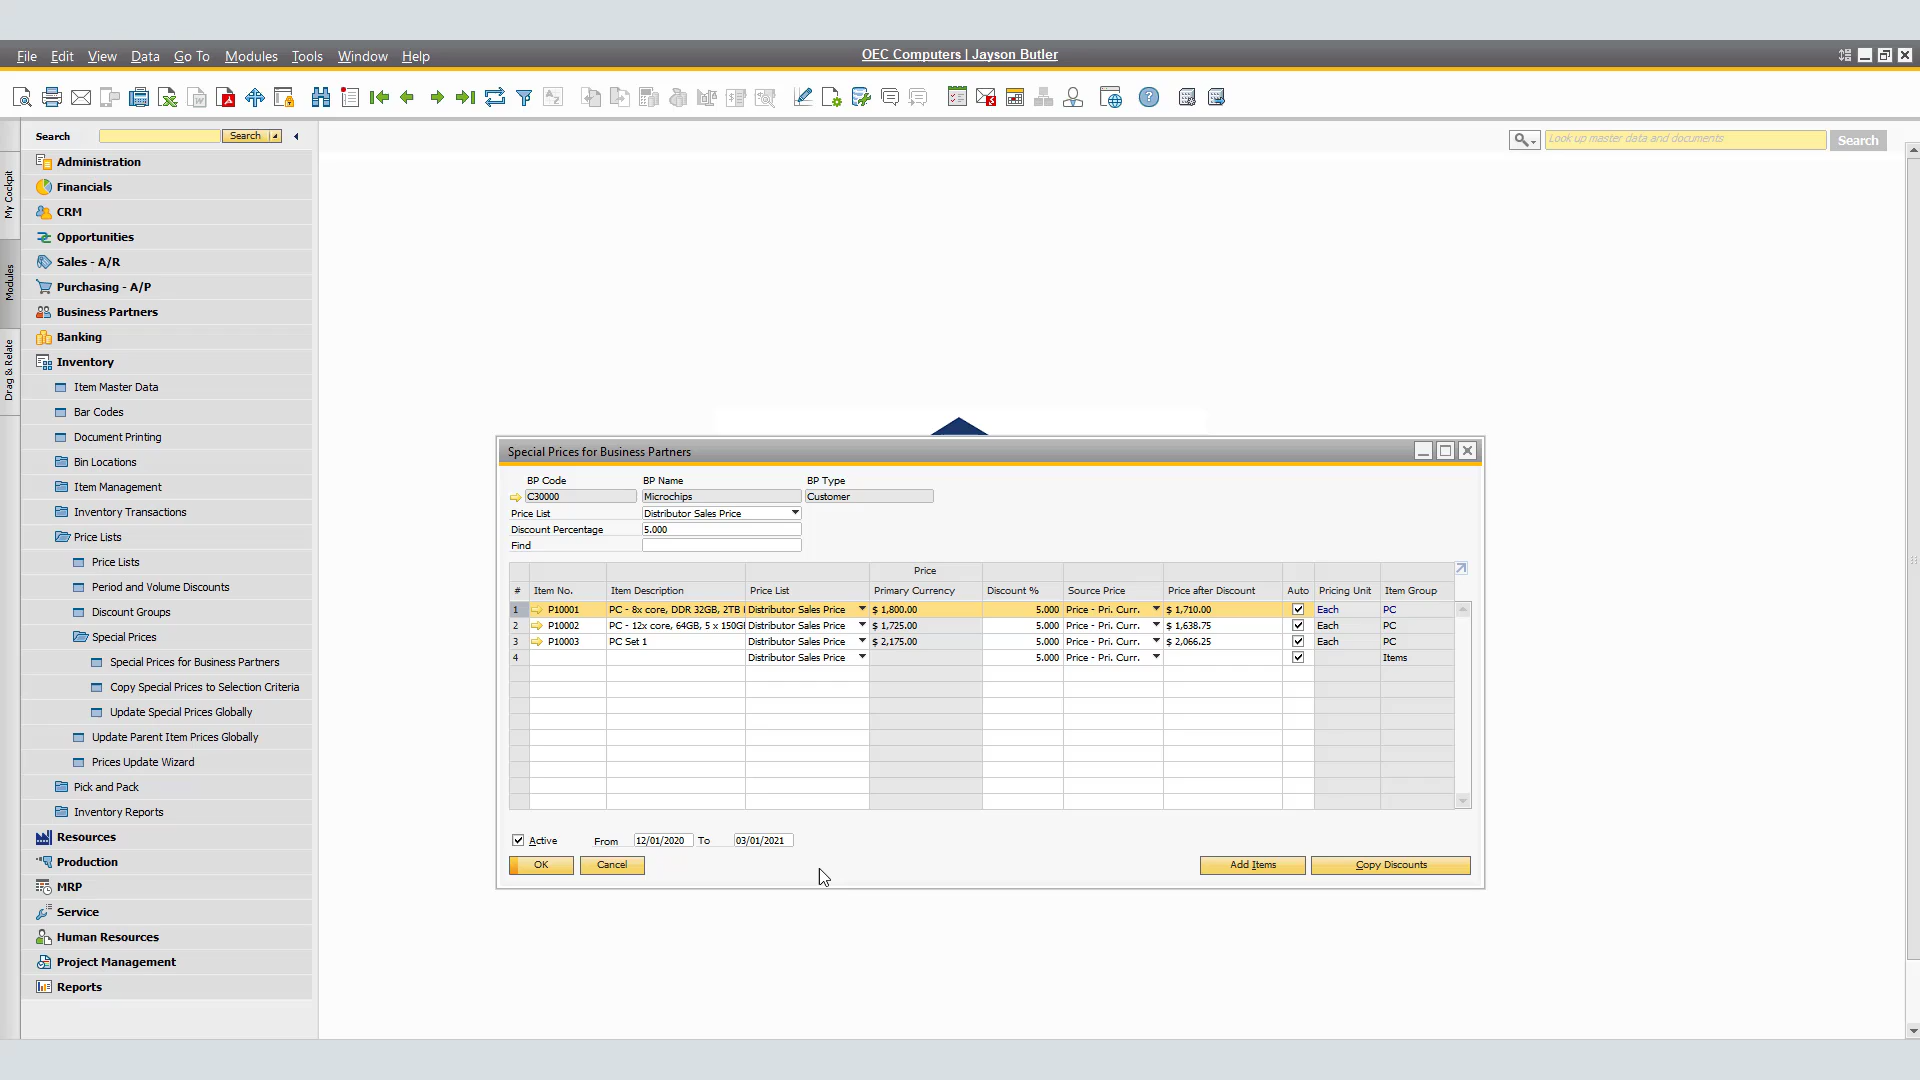 OEC Computers | Jayson Butler
File Edit View Data Go To Modules Tools Window Help
Search Search
Look up master data and documents Search
My Cockpit
Modules
Drag & Relate
Administration
Financials
CRM
Opportunities
Sales - A/R
Purchasing - A/P
Business Partners
Banking
Inventory
Item Master Data
Bar Codes
Document Printing
Bin Locations
Item Management
Inventory Transactions
Price Lists
Price Lists
Period and Volume Discounts
Discount Groups
Special Prices
Special Prices for Business Partners
Copy Special Prices to Selection Criteria
Update Special Prices Globally
Update Parent Item Prices Globally
Prices Update Wizard
Pick and Pack
Inventory Reports
Resources
Production
MRP
Service
Human Resources
Project Management
Reports
Special Prices for Business Partners
BP Code BP Name BP Type
C30000 Microchips Customer
Price List Distributor Sales Price
Discount Percentage 5.000
Find
Price
# Item No. Item Description Price List Primary Currency Discount % Source Price Price after Discount Auto Pricing Unit Item Group
1 P10001 PC - 8x core, DDR 32GB, 2TB Distributor Sales Price $ 1,800.00 5.000 Price - Pri. Curr. $ 1,710.00 Each PC
2 P10002 PC - 12x core, 64GB, 5 x 150G Distributor Sales Price $ 1,725.00 5.000 Price - Pri. Curr. $ 1,638.75 Each PC
3 P10003 PC Set 1 Distributor Sales Price $ 2,175.00 5.000 Price - Pri. Curr. $ 2,066.25 Each PC
4 Distributor Sales Price 5.000 Price - Pri. Curr. Items
Active From 12/01/2020 To 03/01/2021
OK Cancel Add Items Copy Discounts